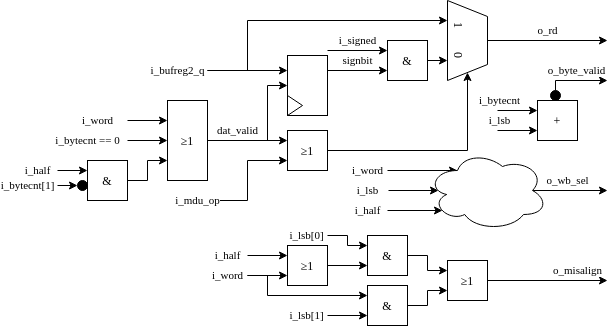 o_rd
1
i_signed
0
i_bufreg2_q
signbit
&
o_byte_valid
i_bytecnt
i_word
i_lsb
+
dat_valid
i_bytecnt == 0
≥1
≥1
i_half
i_word
&
o_wb_sel
i_bytecnt[1]
i_lsb
i_mdu_op
i_half
i_lsb[0]
i_half
&
≥1
o_misalign
i_word
≥1
&
i_lsb[1]